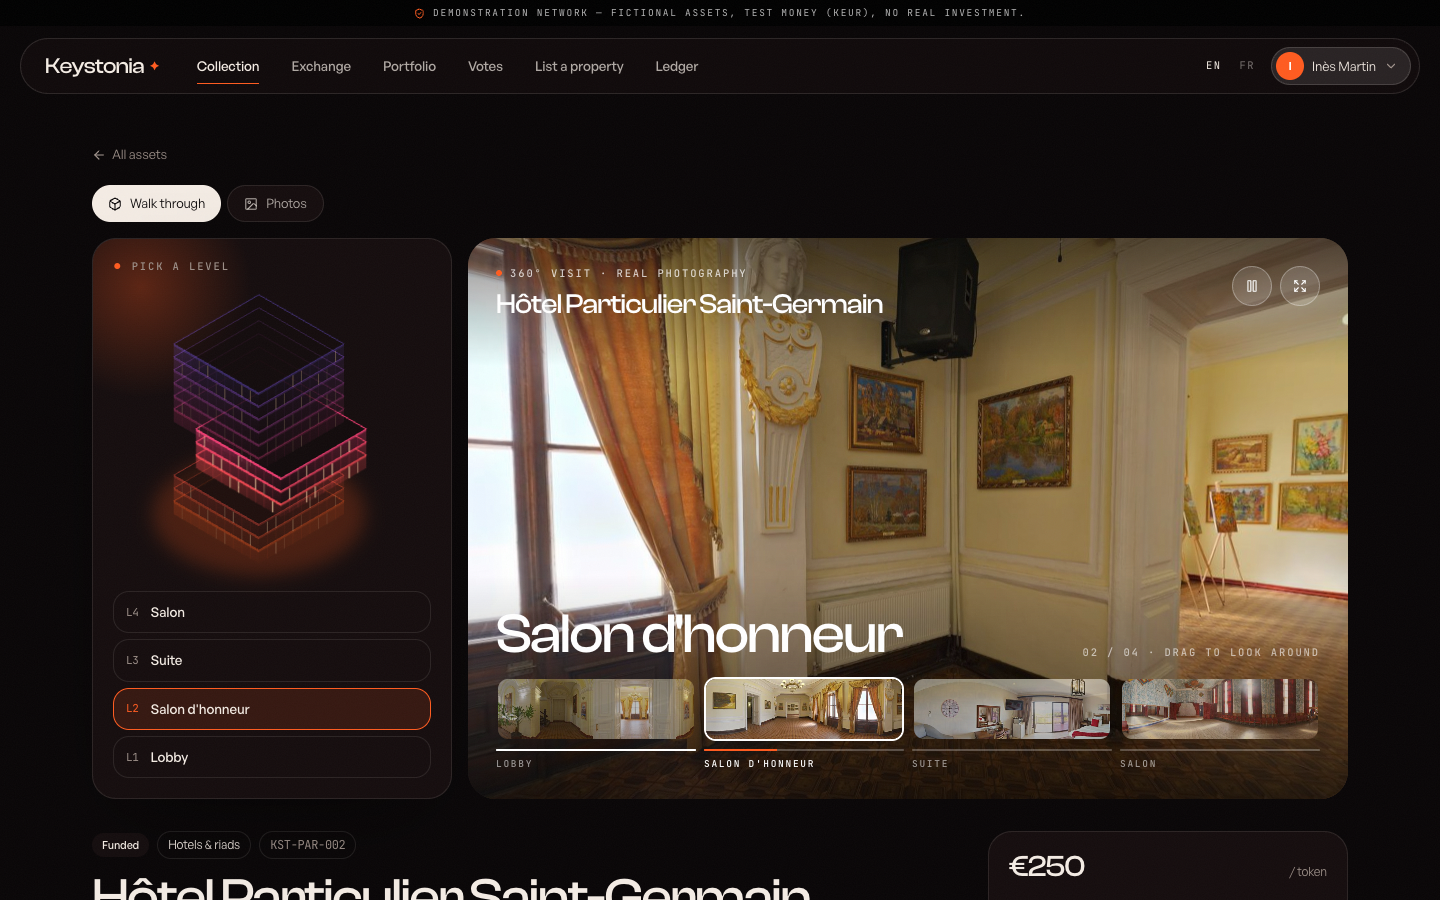 DEMONSTRATION NETWORK — FICTIONAL ASSETS, TEST MONEY (KEUR), NO REAL INVESTMENT.
Keystonia
Collection
Exchange
Portfolio
Votes
List a property
Ledger
EN
FR
I
Inès Martin
All assets
Walk through
Photos
PICK A LEVEL
L4 Salon
L3 Suite
L2 Salon d'honneur
L1 Lobby
360° VISIT · REAL PHOTOGRAPHY
Hôtel Particulier Saint-Germain
Salon d'honneur
02 / 04 · DRAG TO LOOK AROUND
LOBBY
SALON D'HONNEUR
SUITE
SALON
Funded
Hotels & riads
KST-PAR-002
Hôtel Particulier Saint-Germain
€250
/ token